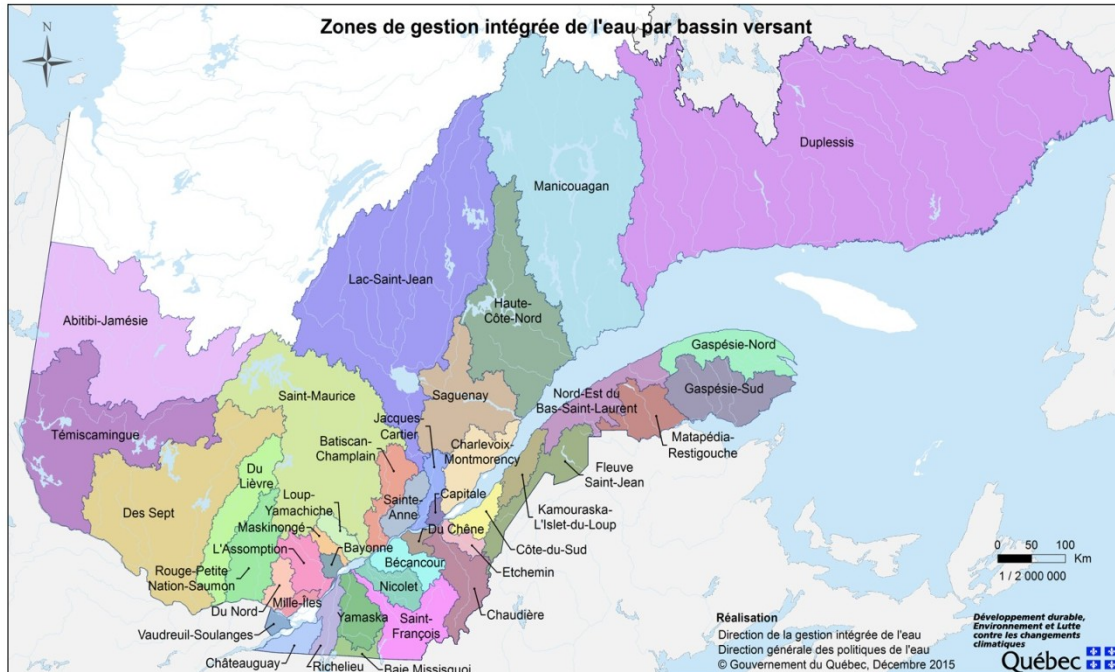 Zones de gestion intégrée de l'eau par bassin versant
N
Duplessis
Manicouagan
Lac-Saint-Jean
Haute-
Côte-Nord
Abitibi-Jamésie
Gaspésie-Nord
Saint-Maurice
Saguenay
Nord-Est du
Bas-Saint-Laurent
Gaspésie-Sud
Témiscamingue
Jacques-
Cartier
Batiscan-
Champlain
Charlevoix-
Montmorency
Matapédia-
Restigouche
Du
Lièvre
Fleuve
Saint-Jean
Loup-
Yamachiche
Sainte-
Anne
Capitale
Kamouraska-
L'Islet-du-Loup
Des Sept
Maskinongé
Du Chêne
Côte-du-Sud
L'Assomption
Bayonne
Bécancour
Etchemin
Rouge-Petite
Nation-Saumon
Nicolet
Du Nord
Mille-Iles
Yamaska
Saint-
François
Chaudière
Vaudreuil-Soulanges
Châteauguay
Richelieu
Baie Missisquoi
0 50 100
Km
1 / 2 000 000
Réalisation
Direction de la gestion intégrée de l'eau
Direction générale des politiques de l'eau
© Gouvernement du Québec, Décembre 2015
Développement durable,
Environnement et Lutte
contre les changements
climatiques
Québec